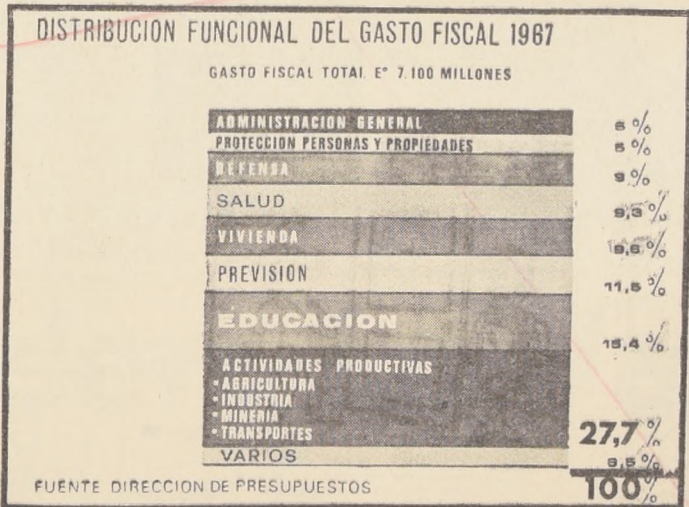 DISTRIBUCION FUNCIONAL DEL GASTO FISCAL 1967
GASTO FISCAL TOTAL E° 7.100 MILLONES
ADMINISTRACION GENERAL 6 %
PROTECCION PERSONAS Y PROPIEDADES 5 %
DEFENSA 9 %
SALUD 9,3 %
VIVIENDA 9,6 %
PREVISION 11,5 %
EDUCACION 15,4 %
ACTIVIDADES PRODUCTIVAS
• AGRICULTURA
• INDUSTRIA
• MINERIA
• TRANSPORTES 27,7 %
VARIOS 6,5 %
100%
FUENTE DIRECCION DE PRESUPUESTOS